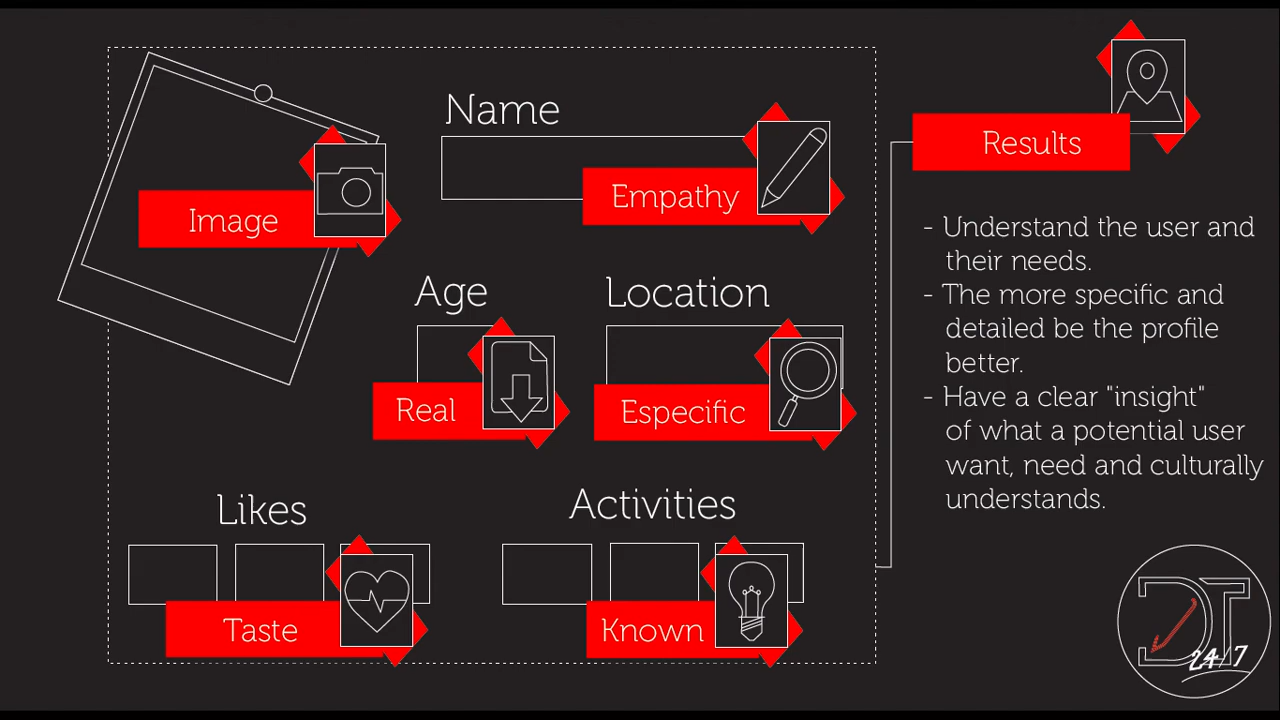 Name
Empathy
Image
Age
Location
Real
Especific
Likes
Activities
Taste
Known
Results
- Understand the user and
their needs.
- The more specific and
detailed be the profile
better.
- Have a clear "insight"
of what a potential user
want, need and culturally
understands.
DT
24/7